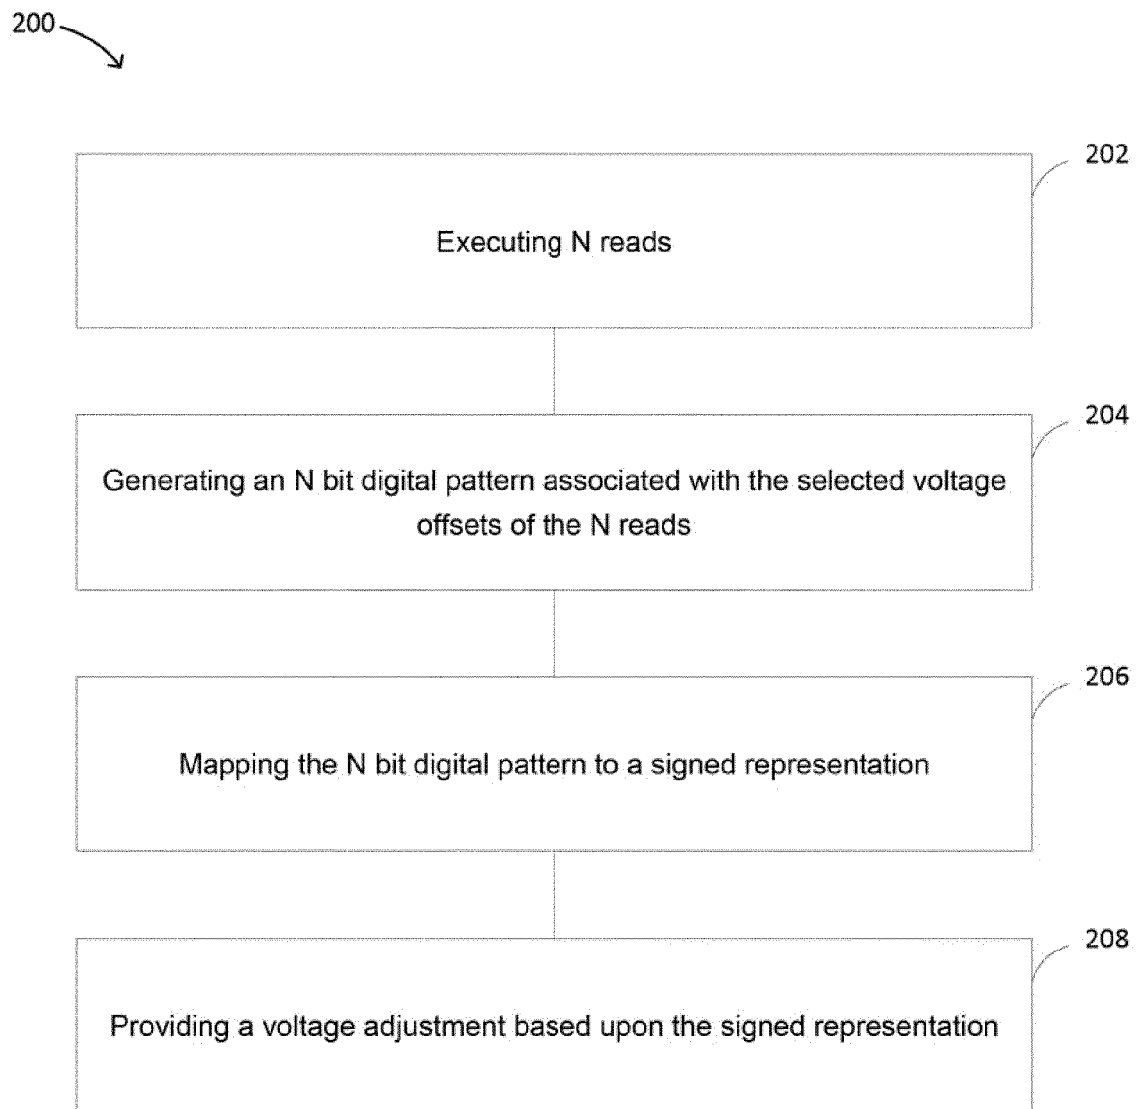 200
202
Executing N reads
204
Generating an N bit digital pattern associated with the selected voltage
offsets of the N reads
206
Mapping the N bit digital pattern to a signed representation
208
Providing a voltage adjustment based upon the signed representation